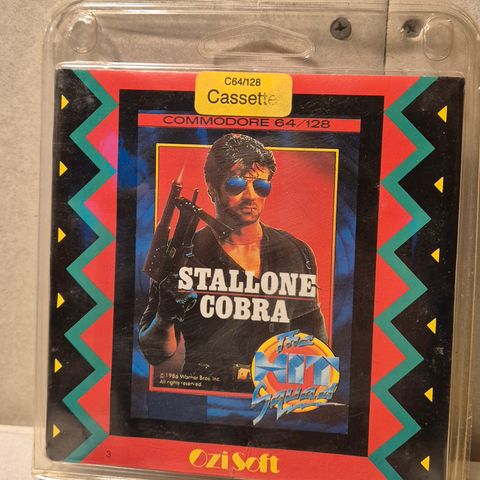 C64/128
Cassette
COMMODORE 64/128
STALLONE
COBRA
The
HIT
Squad
©1986 Warner Bros. Inc.
All rights reserved
3
OziSoft